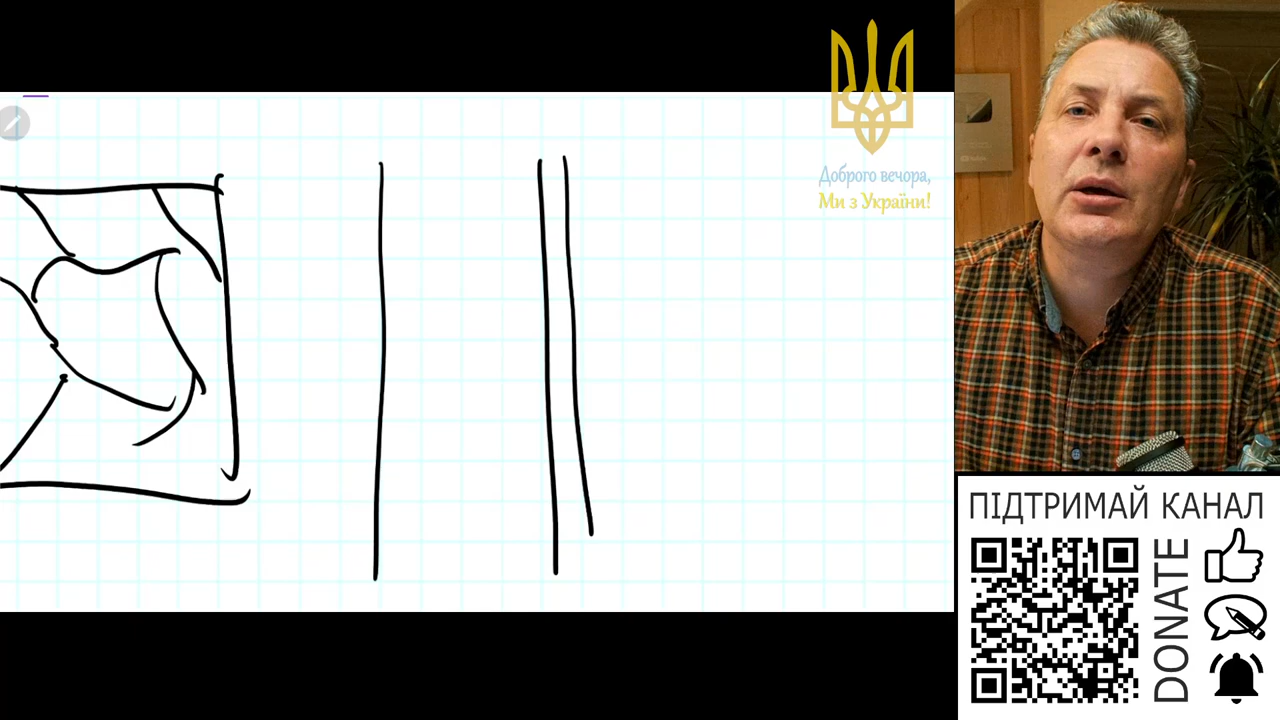 Доброго вечора,
Ми з України!
ПІДТРИМАЙ КАНАЛ
DONATE